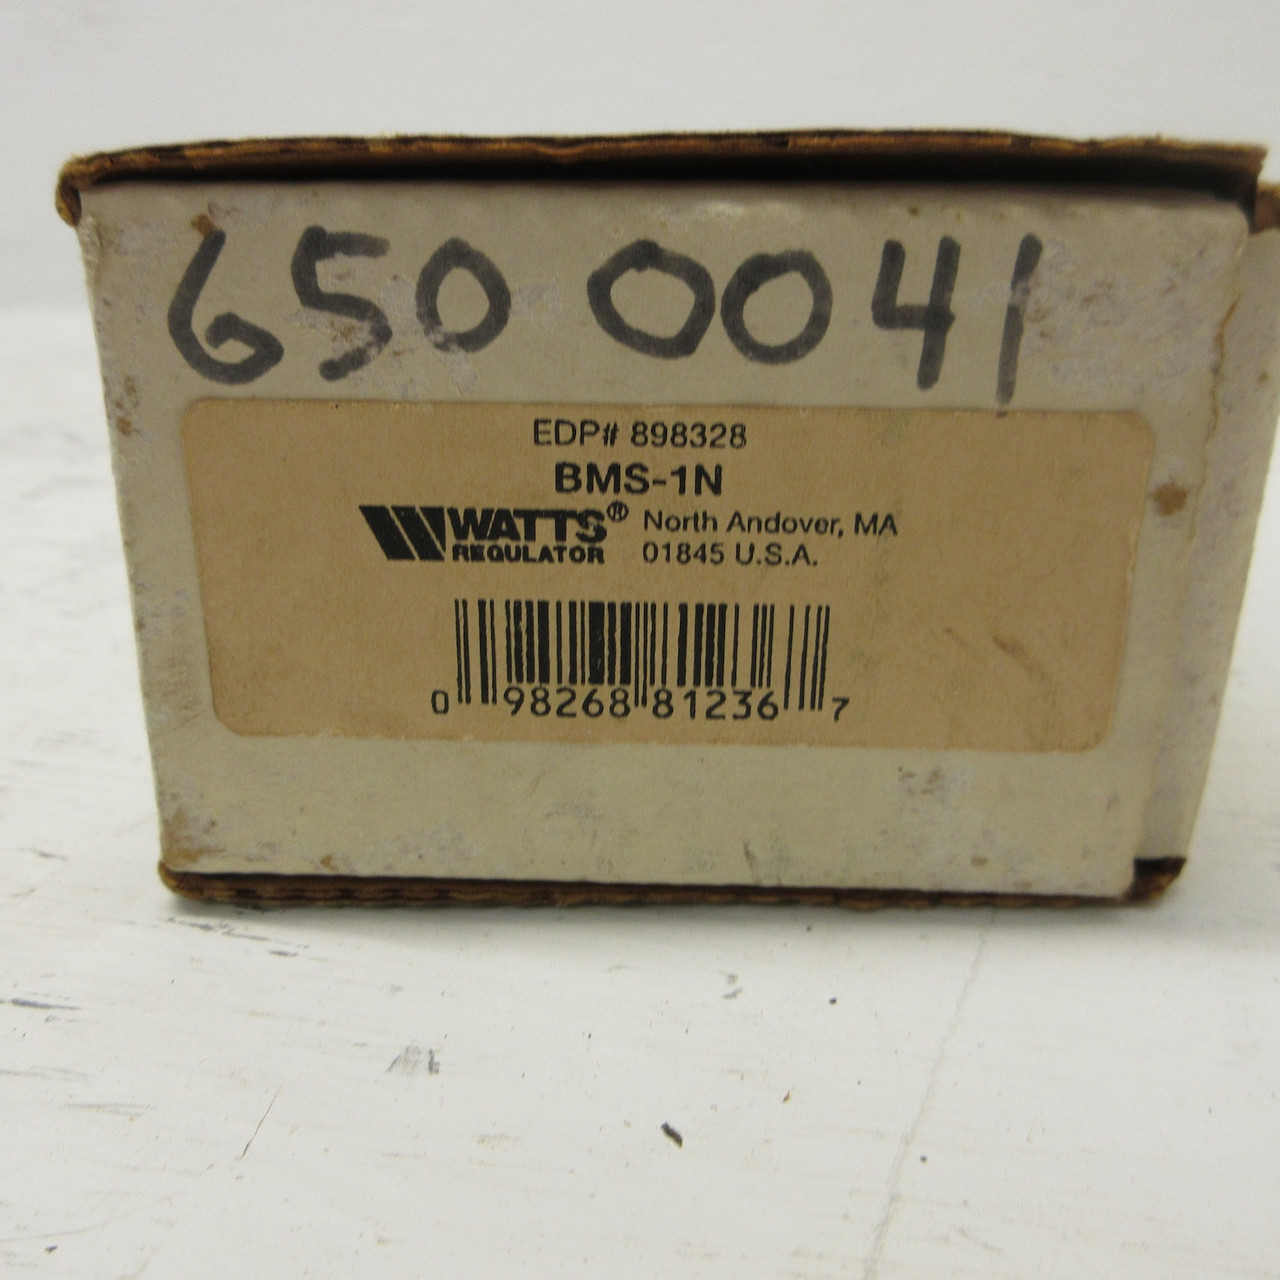 650 0041
EDP# 898328
BMS-1N
WATTS® North Andover, MA
REGULATOR 01845 U.S.A.
0 98268 81236 7